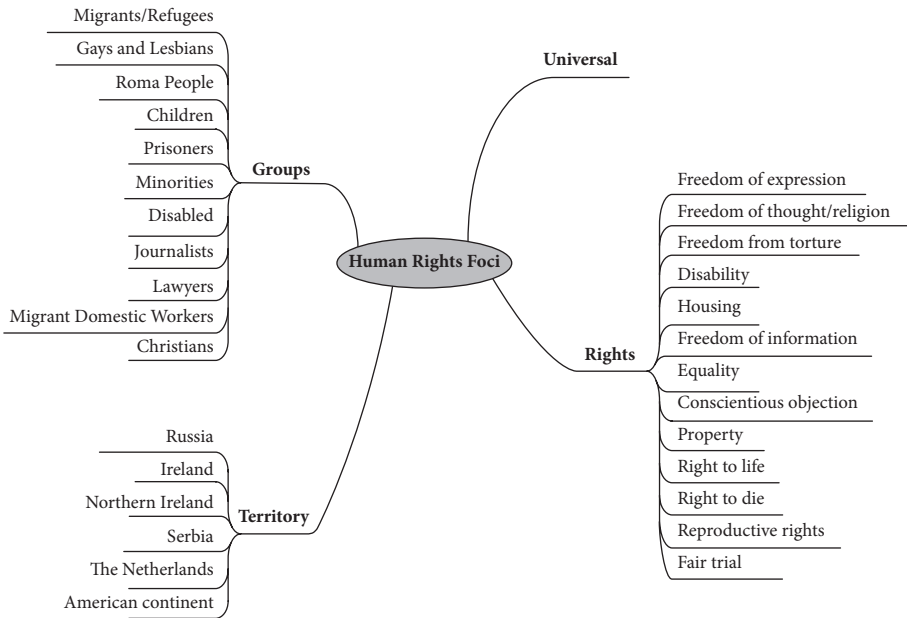 Migrants/Refugees
Gays and Lesbians
Roma People
Children
Prisoners
Minorities
Disabled
Journalists
Lawyers
Migrant Domestic Workers
Christians
Groups
Russia
Ireland
Northern Ireland
Serbia
The Netherlands
American continent
Territory
Human Rights Foci
Universal
Rights
Freedom of expression
Freedom of thought/religion
Freedom from torture
Disability
Housing
Freedom of information
Equality
Conscientious objection
Property
Right to life
Right to die
Reproductive rights
Fair trial